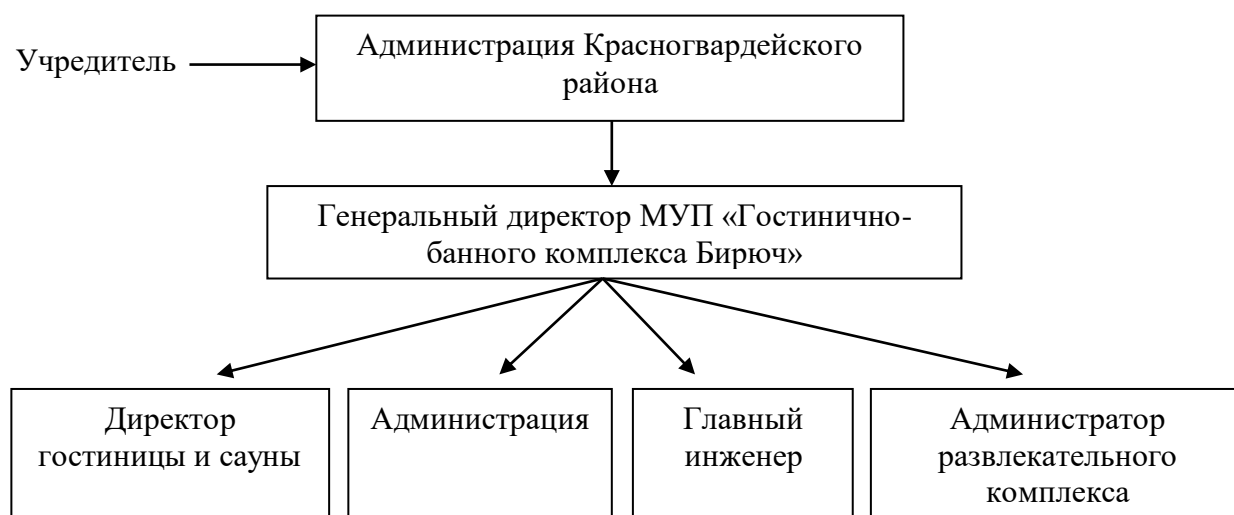 Администрация Красногвардейского
Учредитель
района
Генеральный директор МУП «Гостинично-
банного комплекса Бирюч»
Директор
гостиницы и сауны
Администрация
Главный
инженер
Администратор
развлекательного
комплекса